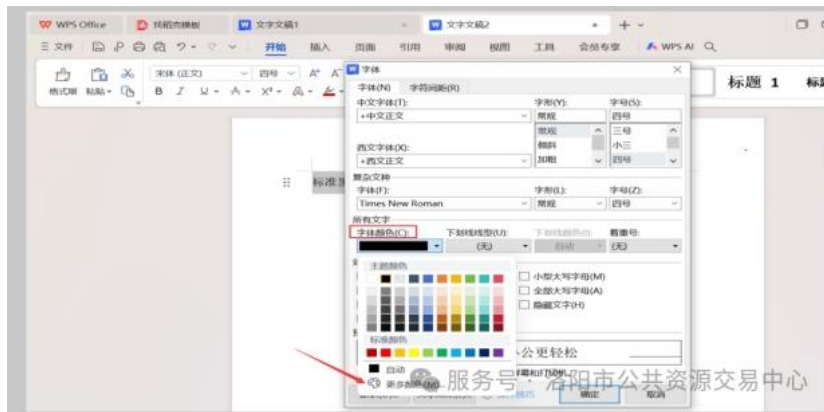 WPS Office 找稻壳模板 文字文稿1 文字文稿2
文件 开始 插入 页面 引用 审阅 视图 工具 会员专享 WPS AI
格式刷 粘贴 宋体 (正文) 四号 标题 1
字体
字体(N) 字符间距(R)
中文字体(T): 字形(Y): 字号(S):
+中文正文 常规 四号
常规 三号
倾斜 小三
西文字体(X): 加粗 四号
+西文正文
复杂文种
字体(F): 字形(L): 字号(Z):
Times New Roman 常规 四号
所有文字
字体颜色(C): 下划线线型(U): 下划线颜色(I): 着重号:
(无) 自动 (无)
标准
主题颜色
小型大写字母(M)
全部大写字母(A)
隐藏文字(H)
标准颜色
公更轻松
自动
更多颜色(M)...
确定 取消
服务号 · 洛阳市公共资源交易中心